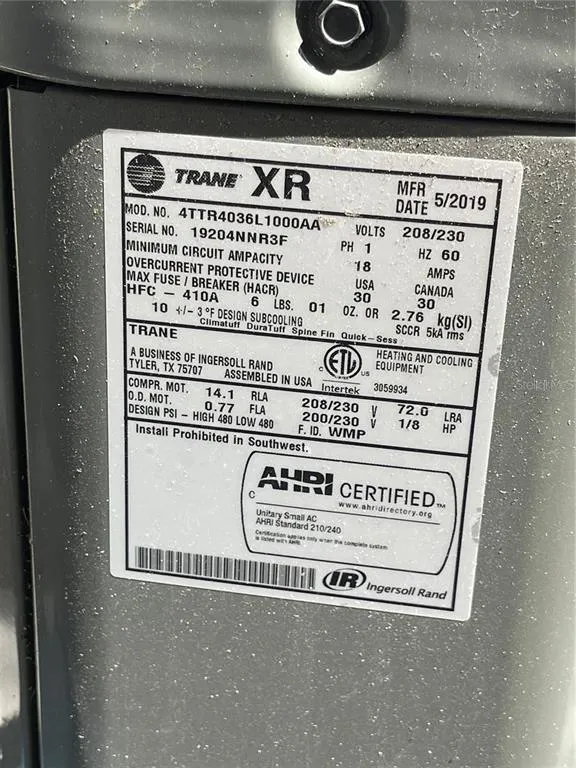 TRANE XR MFR DATE 5/2019
MOD. NO. 4TTR4036L1000AA VOLTS 208/230
SERIAL NO. 19204NNR3F PH 1 HZ 60
MINIMUM CIRCUIT AMPACITY 18 AMPS
OVERCURRENT PROTECTIVE DEVICE USA CANADA
MAX FUSE / BREAKER (HACR) 30 30
HFC - 410A 6 LBS. 01 OZ. OR 2.76 kg(SI)
10 +/- 3 °F DESIGN SUBCOOLING SCCR 5kA rms
Climatuff DuraTuff Spine Fin Quick-Sess
TRANE
A BUSINESS OF INGERSOLL RAND
TYLER, TX 75707 ASSEMBLED IN USA
ETL
C US
Intertek
HEATING AND COOLING
EQUIPMENT
3059934
COMPR. MOT. 14.1 RLA 208/230 V 72.0 LRA
O.D. MOT. 0.77 FLA 200/230 V 1/8 HP
DESIGN PSI - HIGH 480 LOW 480 F. ID. WMP
Install Prohibited in Southwest.
C
AHRI CERTIFIED™
www.ahridirectory.org
Unitary Small AC
AHRI Standard 210/240
Certification applies only when the complete system
is listed with AHRI.
IR Ingersoll Rand